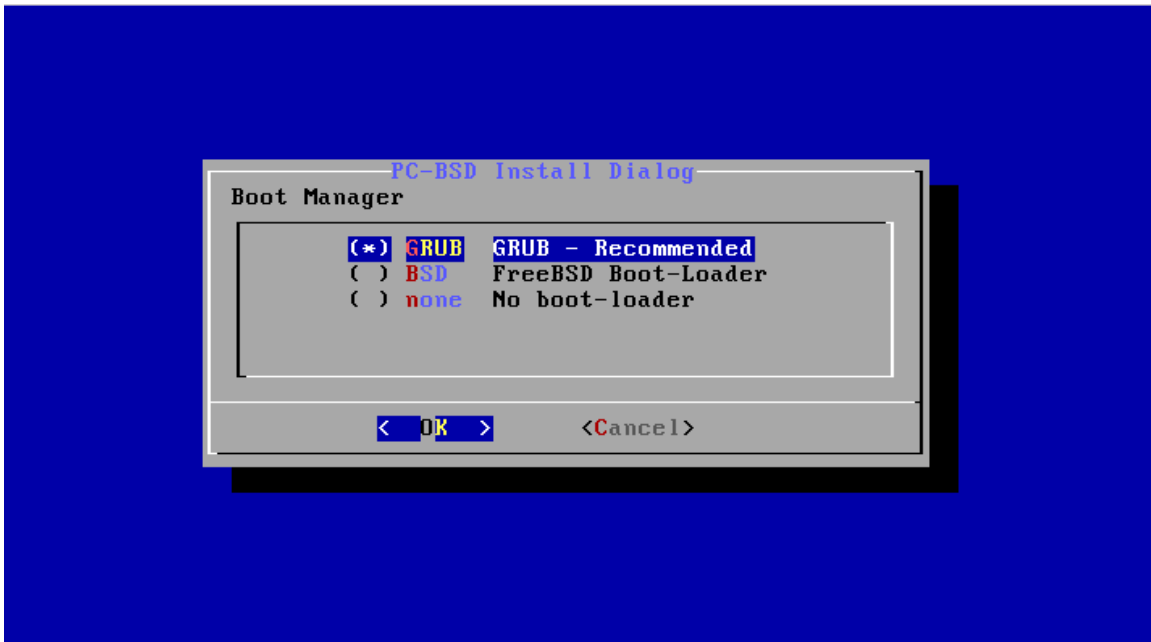 PC-BSD Install Dialog
Boot Manager
(*) GRUB GRUB - Recommended
( ) BSD FreeBSD Boot-Loader
( ) none No boot-loader
< OK > <Cancel>